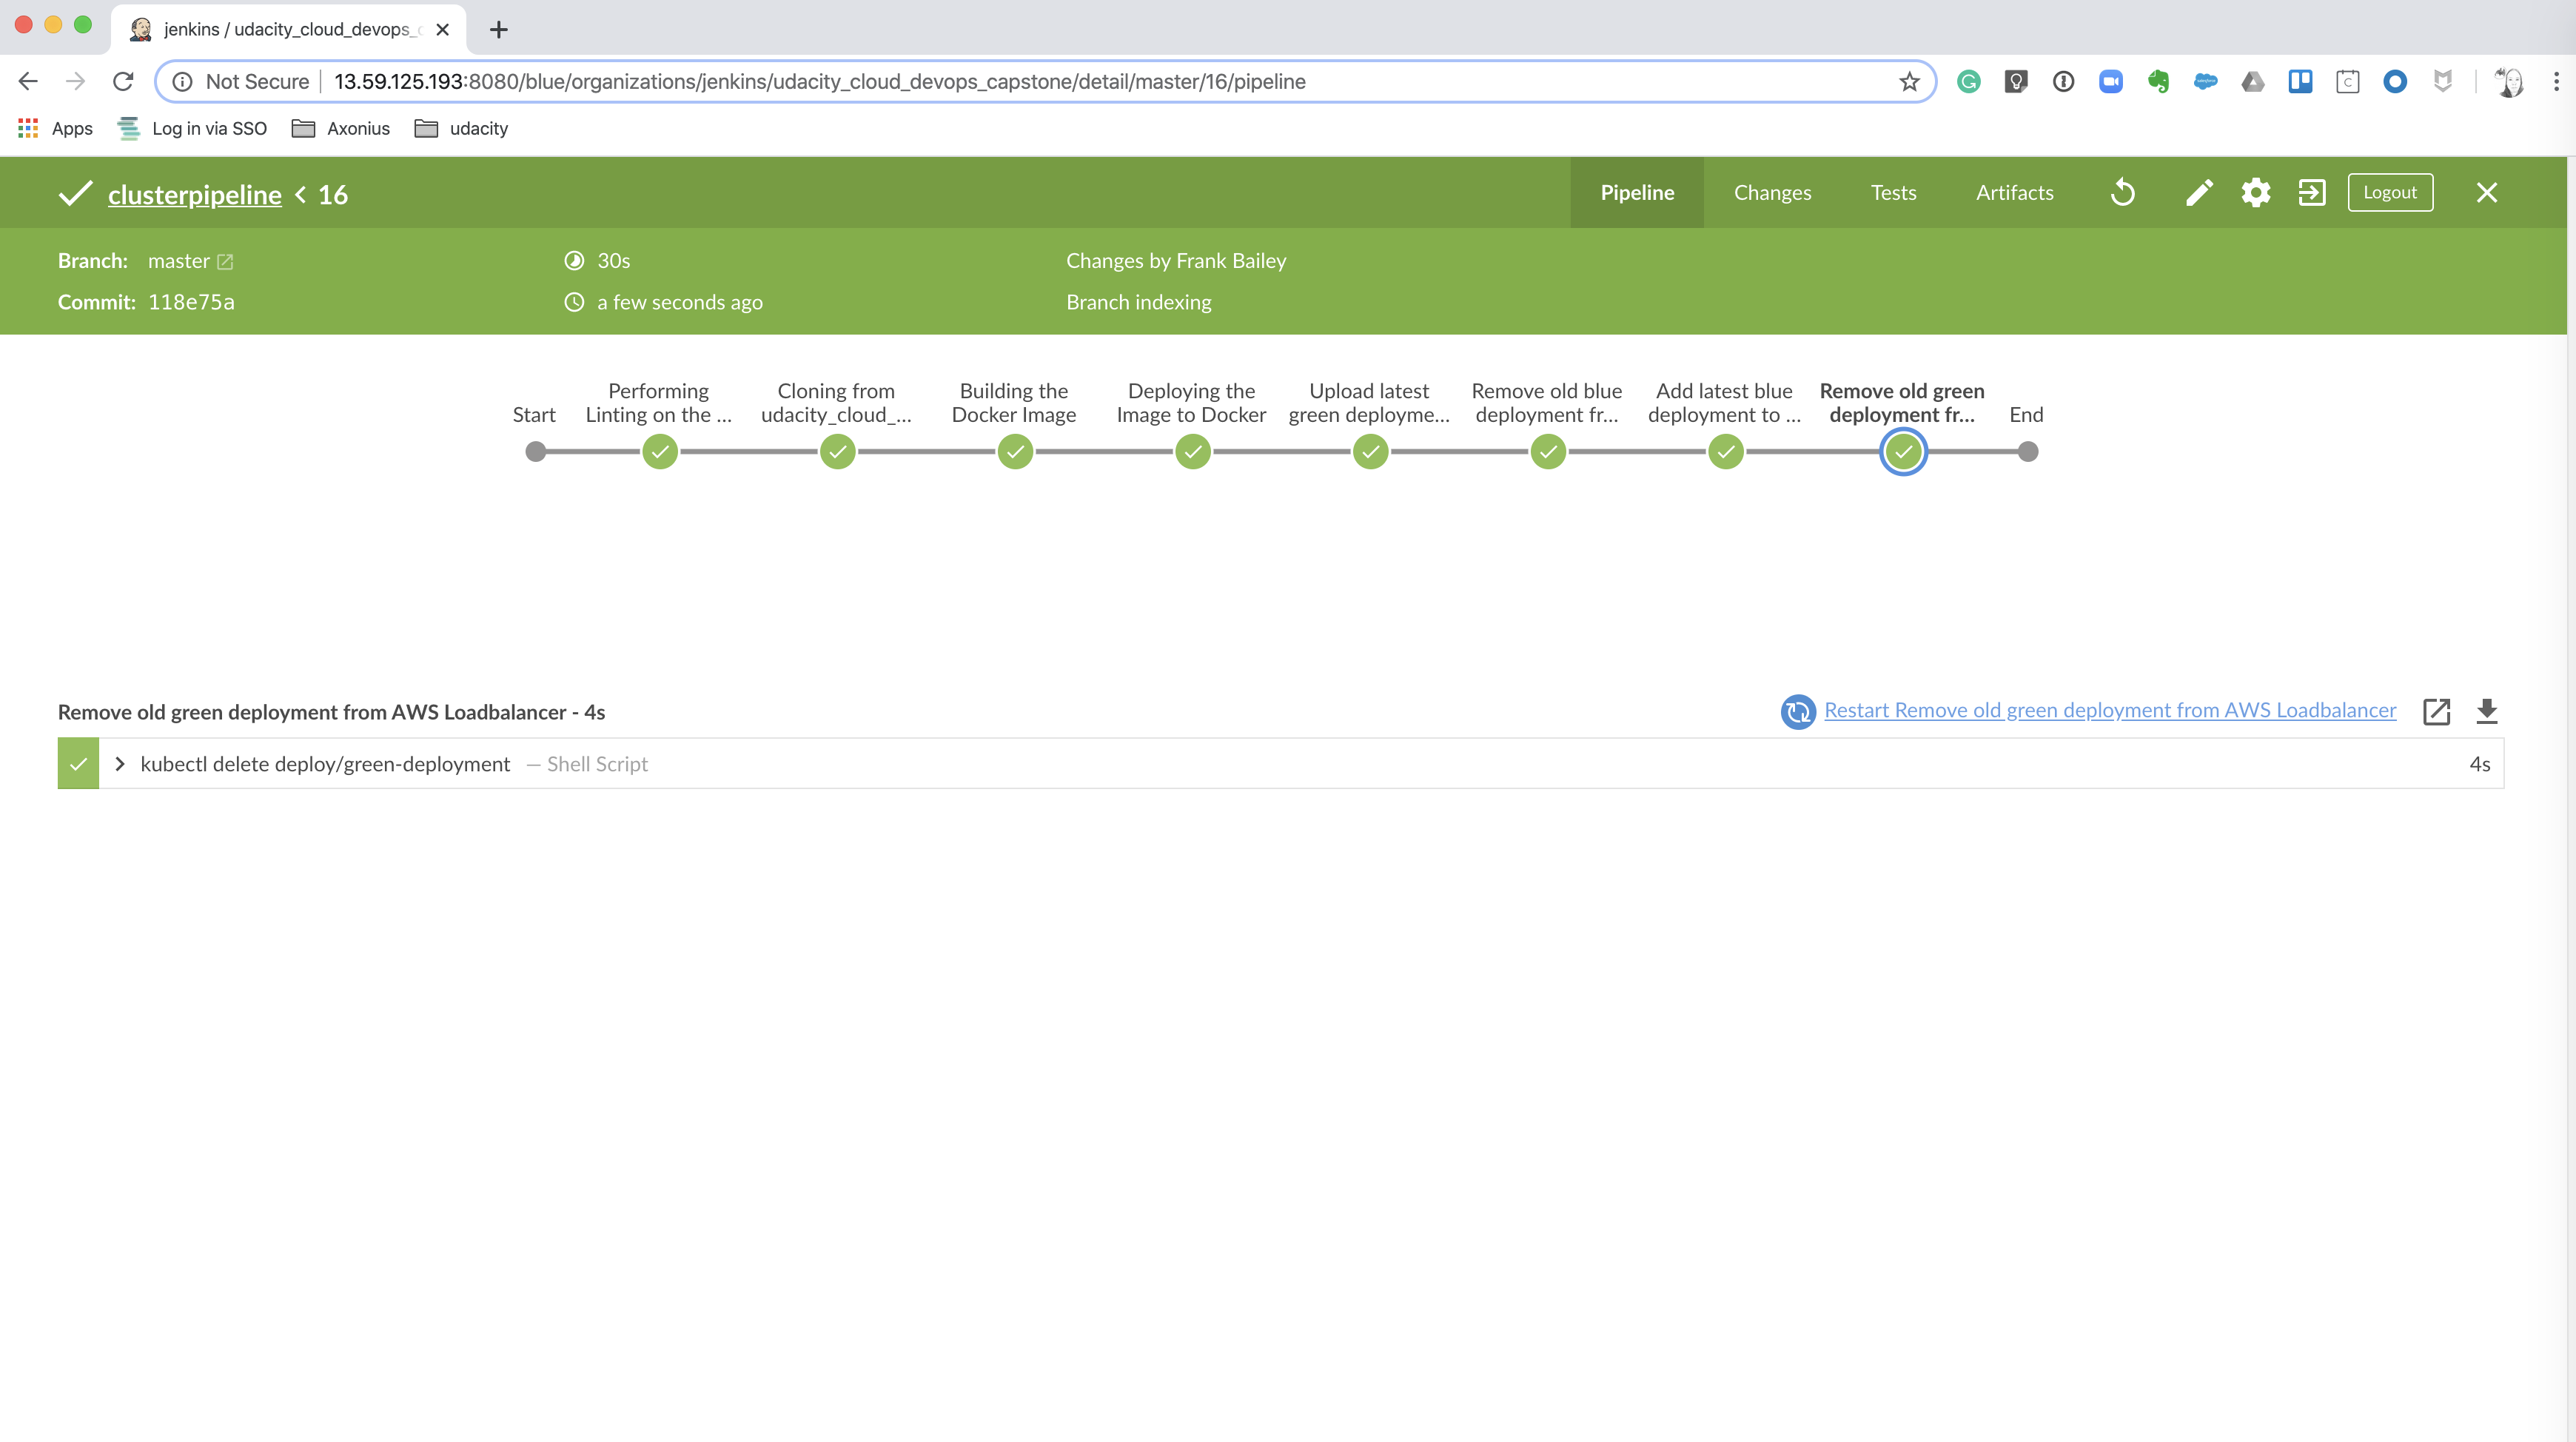 jenkins / udacity_cloud_devops_
Not Secure 13.59.125.193:8080/blue/organizations/jenkins/udacity_cloud_devops_capstone/detail/master/16/pipeline
Apps Log in via SSO Axonius udacity
clusterpipeline < 16 Pipeline Changes Tests Artifacts Logout
Branch: master 30s Changes by Frank Bailey
Commit: 118e75a a few seconds ago Branch indexing
Start
Performing
Linting on the ...
Cloning from
udacity_cloud_...
Building the
Docker Image
Deploying the
Image to Docker
Upload latest
green deployme...
Remove old blue
deployment fr...
Add latest blue
deployment to ...
Remove old green
deployment fr...
End
Remove old green deployment from AWS Loadbalancer - 4s Restart Remove old green deployment from AWS Loadbalancer
kubectl delete deploy/green-deployment — Shell Script 4s